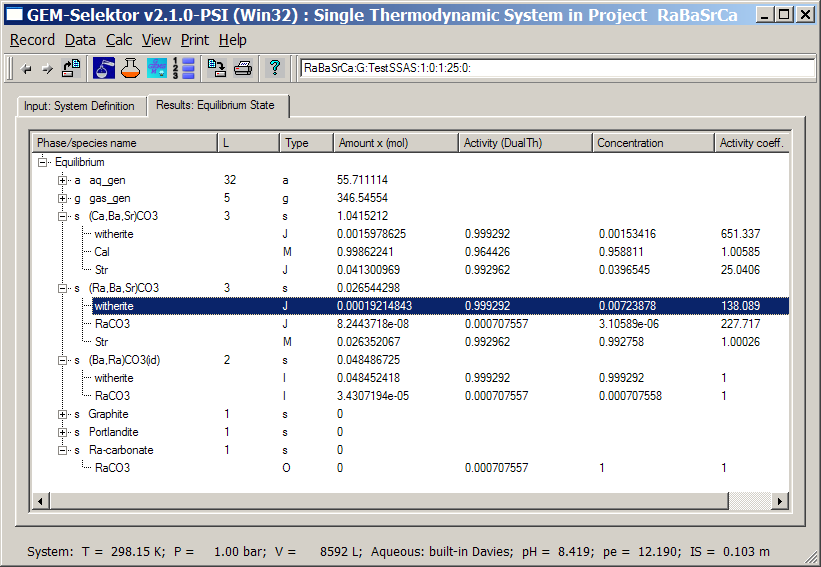 GEM-Selektor v2.1.0-PSI (Win32) : Single Thermodynamic System in Project RaBaSrCa
Record Data Calc View Print Help
1 2 3 ? RaBaSrCa:G:TestSSAS:1:0:1:25:0:
Input: System Definition Results: Equilibrium State
Phase/species name L Type Amount x (mol) Activity (DualTh) Concentration Activity coeff.
Equilibrium
a aq_gen 32 a 55.711114
g gas_gen 5 g 346.54554
s (Ca,Ba,Sr)CO3 3 s 1.0415212
witherite J 0.0015978625 0.999292 0.00153416 651.337
Cal M 0.99862241 0.964426 0.958811 1.00585
Str J 0.041300969 0.992962 0.0396545 25.0406
s (Ra,Ba,Sr)CO3 3 s 0.026544298
witherite J 0.00019214843 0.999292 0.00723878 138.089
RaCO3 J 8.2443718e-08 0.000707557 3.10589e-06 227.717
Str M 0.026352067 0.992962 0.992758 1.00026
s (Ba,Ra)CO3(id) 2 s 0.048486725
witherite I 0.048452418 0.999292 0.999292 1
RaCO3 I 3.4307194e-05 0.000707557 0.000707558 1
s Graphite 1 s 0
s Portlandite 1 s 0
s Ra-carbonate 1 s 0
RaCO3 O 0 0.000707557 1 1
System: T = 298.15 K; P = 1.00 bar; V = 8592 L; Aqueous: built-in Davies; pH = 8.419; pe = 12.190; IS = 0.103 m